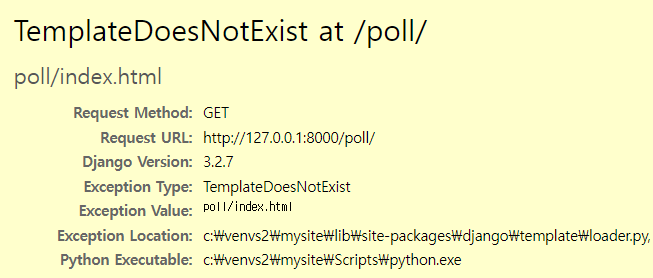 TemplateDoesNotExist at /poll/
poll/index.html
Request Method: GET
Request URL: http://127.0.0.1:8000/poll/
Django Version: 3.2.7
Exception Type: TemplateDoesNotExist
Exception Value: poll/index.html
Exception Location: c:₩venvs2₩mysite₩lib₩site-packages₩django₩template₩loader.py,
Python Executable: c:₩venvs2₩mysite₩Scripts₩python.exe